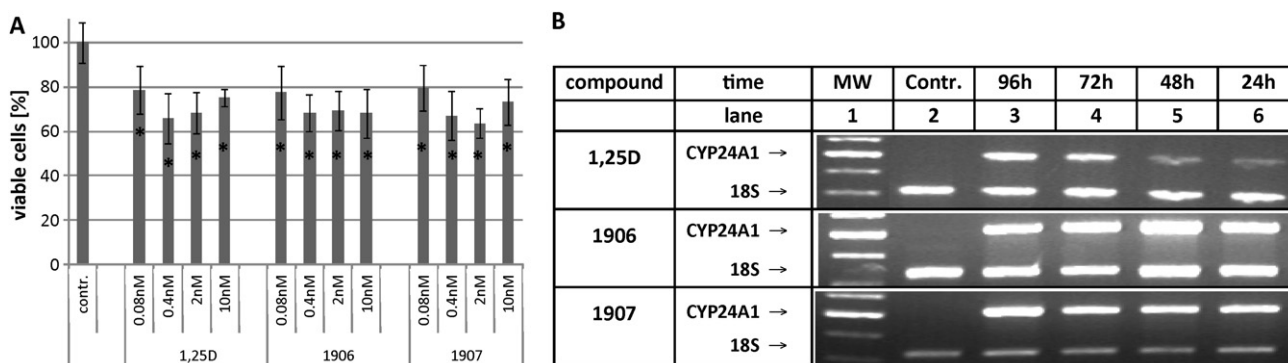 A
viable cells [%]
100
80
60
40
20
0
* * * * * * * * * * * *
contr. 0.08nM 0.4nM 2nM 10nM 0.08nM 0.4nM 2nM 10nM 0.08nM 0.4nM 2nM 10nM
1,25D 1906 1907
B
compound time MW Contr. 96h 72h 48h 24h
lane 1 2 3 4 5 6
1,25D CYP24A1 →
18S →
1906 CYP24A1 →
18S →
1907 CYP24A1 →
18S →